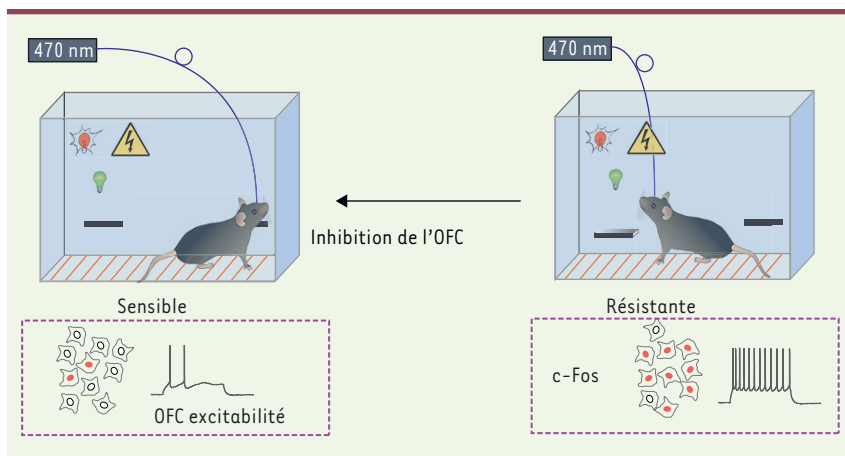 470 nm
470 nm
Inhibition de l'OFC
Sensible
Résistante
c-Fos
OFC excitabilité